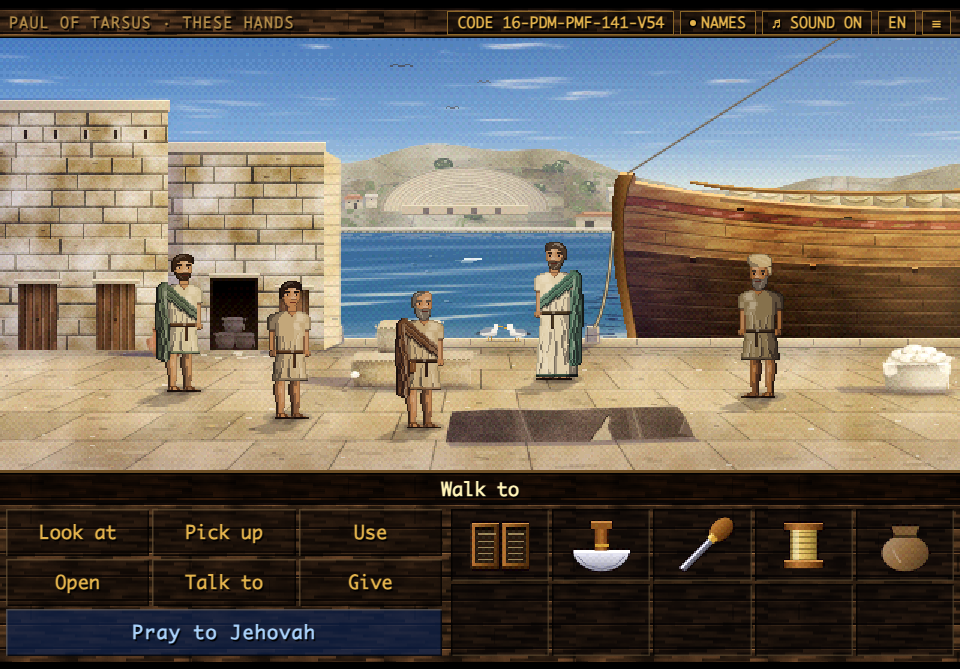 PAUL OF TARSUS · THESE HANDS
CODE 16-PDM-PMF-141-V54
NAMES
♬ SOUND ON
EN
≡
Walk to
Look at
Pick up
Use
Open
Talk to
Give
Pray to Jehovah